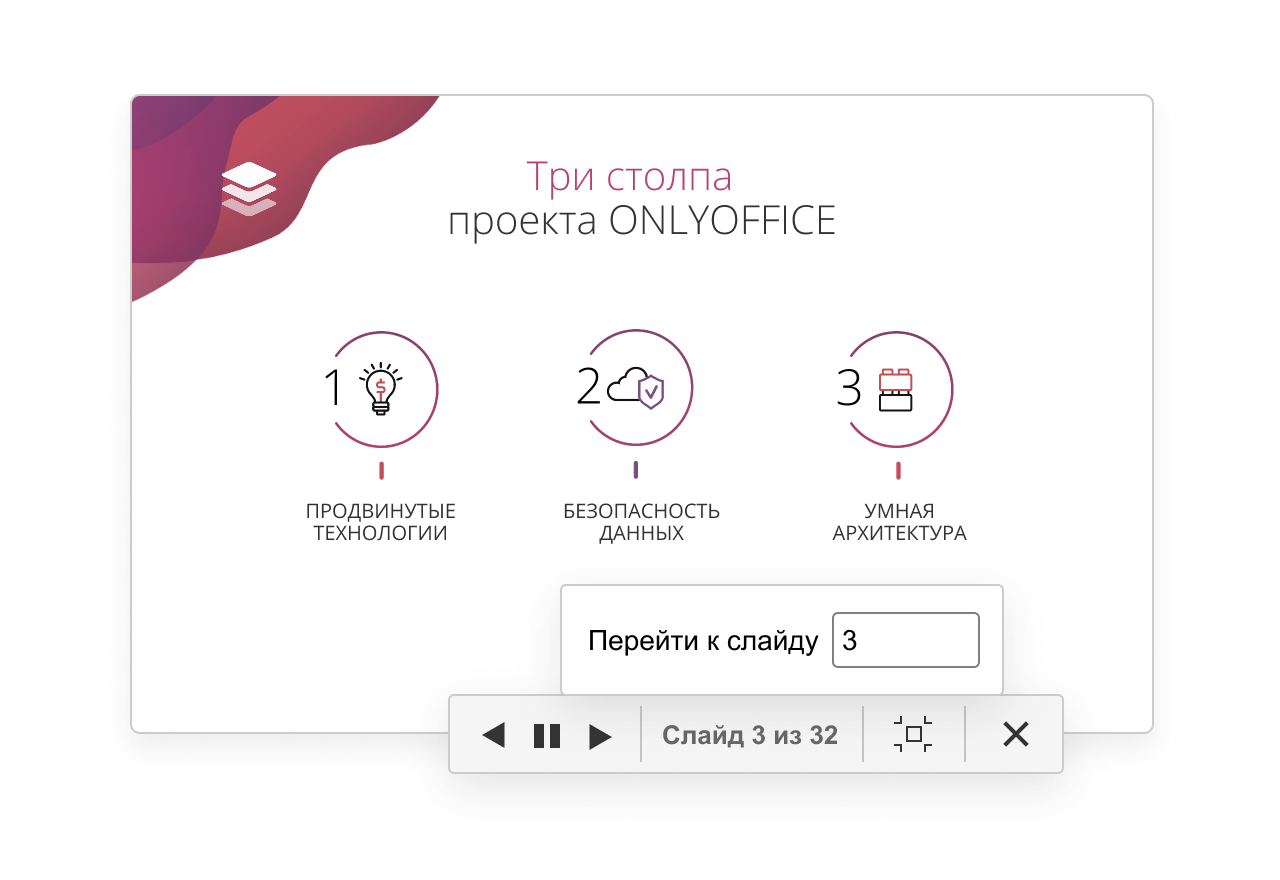 Три столпа
проекта ONLYOFFICE
1
2
3
ПРОДВИНУТЫЕ
ТЕХНОЛОГИИ
БЕЗОПАСНОСТЬ
ДАННЫХ
УМНАЯ
АРХИТЕКТУРА
Перейти к слайду 3
Слайд 3 из 32